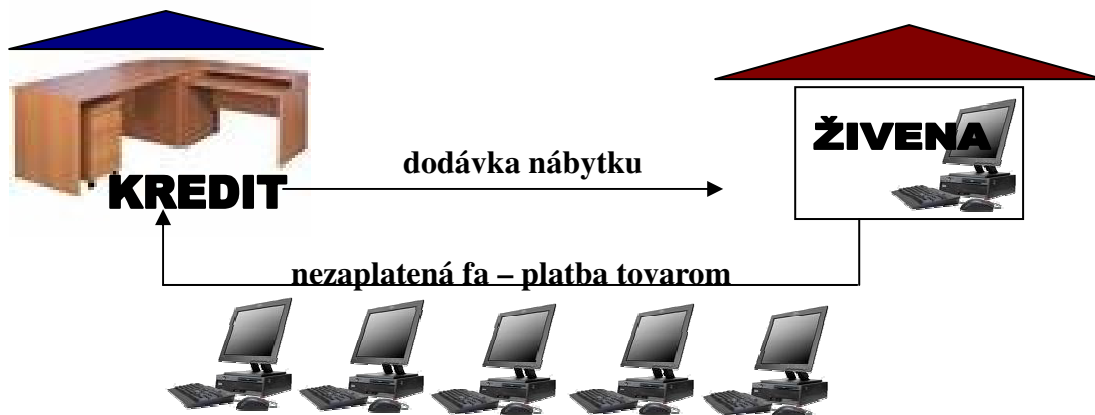 ŽIVENA
dodávka nábytku
KREDIT
nezaplatená fa – platba tovarom